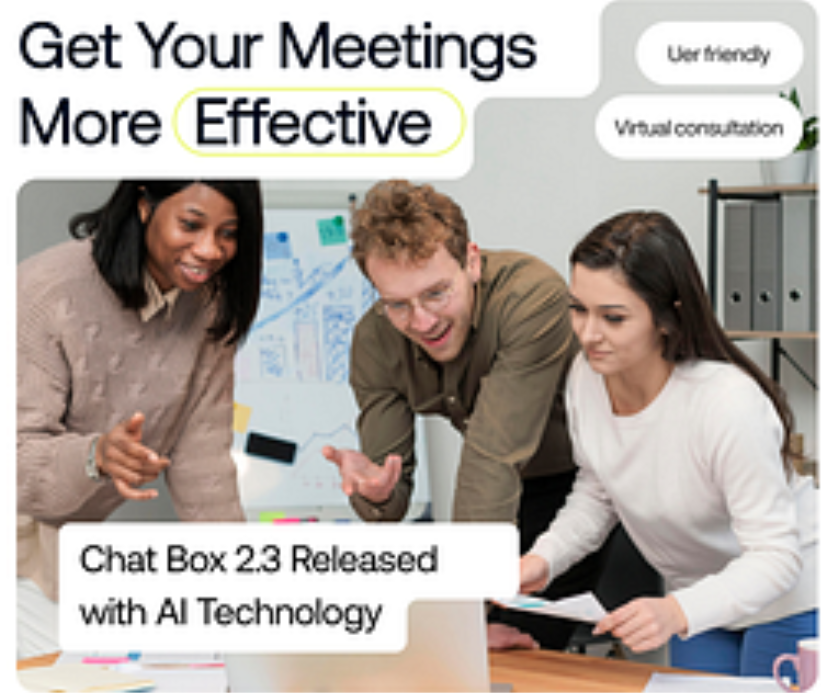 Get Your Meetings
More Effective
Uer friendly
Virtual consultation
Chat Box 2.3 Released
with AI Technology